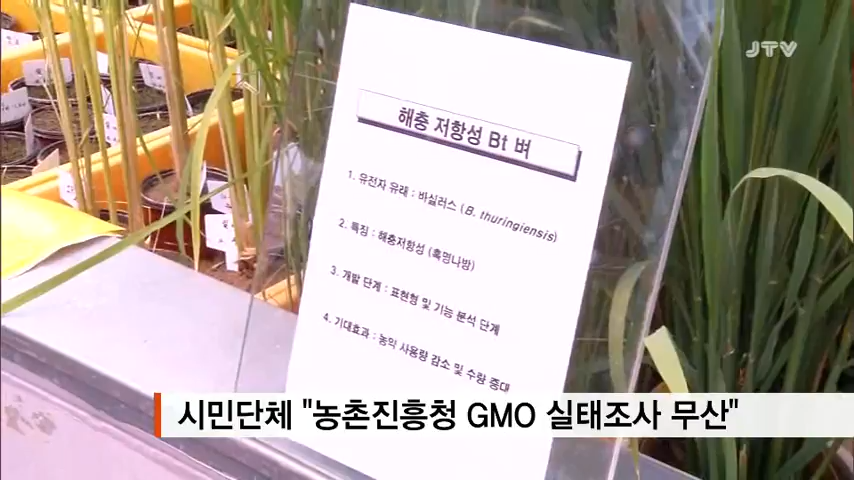 JTV
해충 저항성 Bt 벼
1. 유전자 유래 : 바실러스 (B. thuringiensis)
2. 특징 : 해충저항성 (혹명나방)
3. 개발 단계 : 표현형 및 기능 분석 단계
4. 기대효과 : 농약 사용량 감소 및 수량 증대
시민단체 "농촌진흥청 GMO 실태조사 무산"